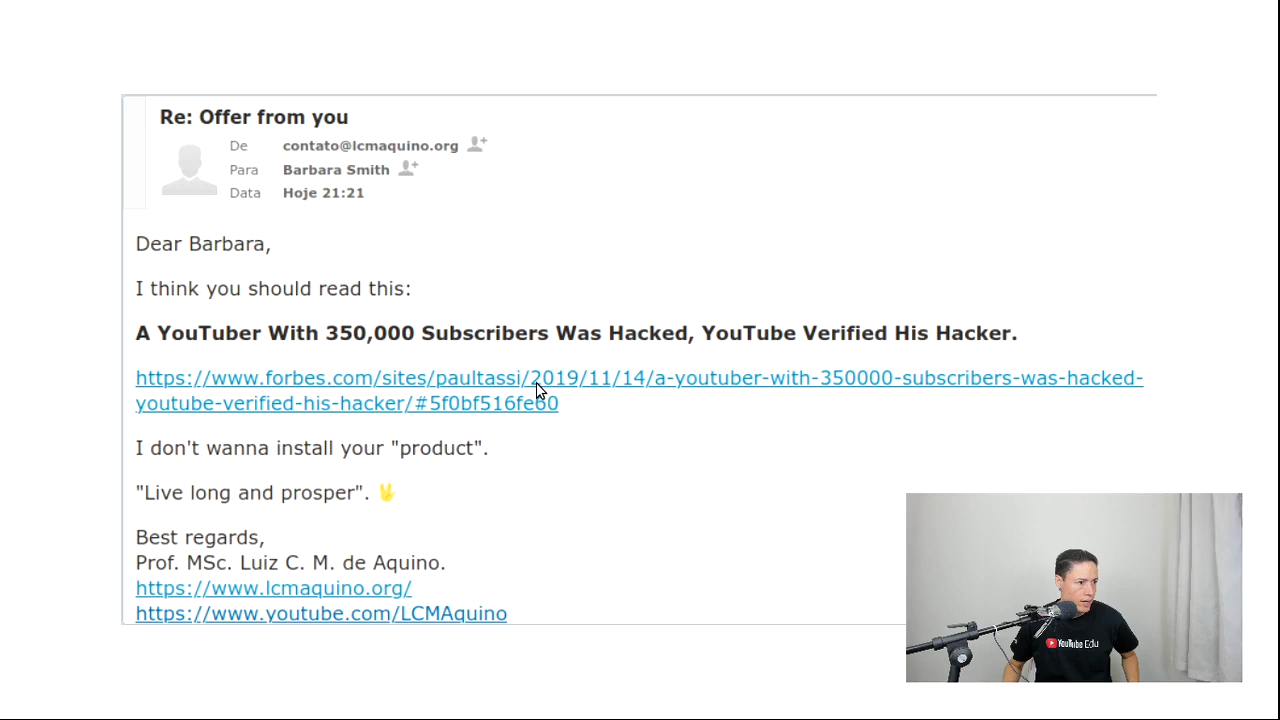 Re: Offer from you
De contato@lcmaquino.org
Para Barbara Smith
Data Hoje 21:21
Dear Barbara,
I think you should read this:
A YouTuber With 350,000 Subscribers Was Hacked, YouTube Verified His Hacker.
https://www.forbes.com/sites/paultassi/2019/11/14/a-youtuber-with-350000-subscribers-was-hacked-
youtube-verified-his-hacker/#5f0bf516fe60
I don't wanna install your "product".
"Live long and prosper". 🖖
Best regards,
Prof. MSc. Luiz C. M. de Aquino.
https://www.lcmaquino.org/
https://www.youtube.com/LCMAquino
YouTube Edu